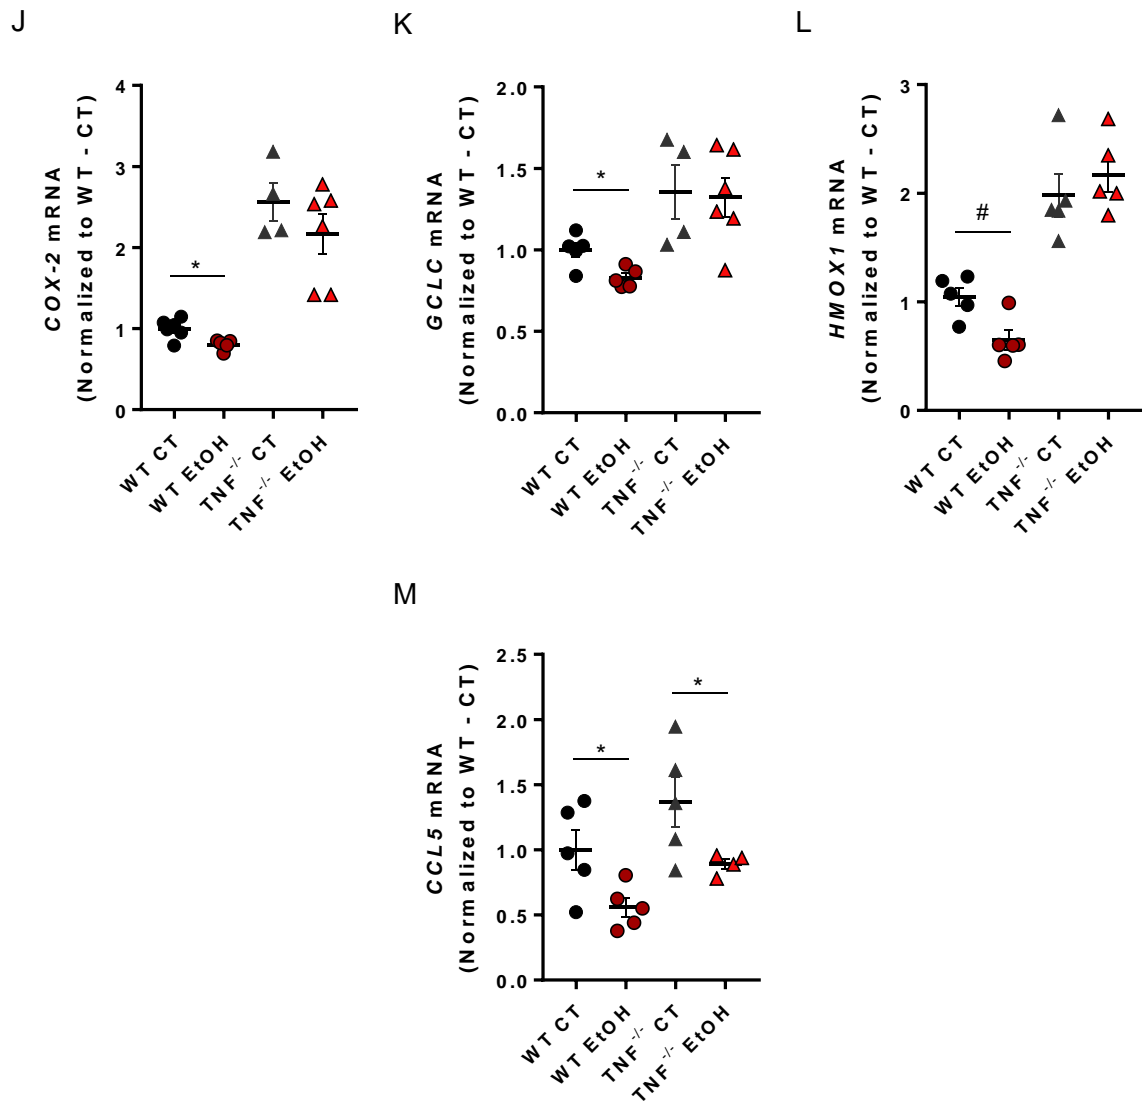 J
COX-2 mRNA
(Normalized to WT - CT)
4
3
2
1
0
*
WT CT
WT EtOH
TNF-/- CT
TNF-/- EtOH
K
GCLC mRNA
(Normalized to WT - CT)
2.0
1.5
1.0
0.5
0.0
*
WT CT
WT EtOH
TNF-/- CT
TNF-/- EtOH
L
HMOX1 mRNA
(Normalized to WT - CT)
3
2
1
0
#
WT CT
WT EtOH
TNF-/- CT
TNF-/- EtOH
M
CCL5 mRNA
(Normalized to WT - CT)
2.5
2.0
1.5
1.0
0.5
0.0
*
*
WT CT
WT EtOH
TNF-/- CT
TNF-/- EtOH